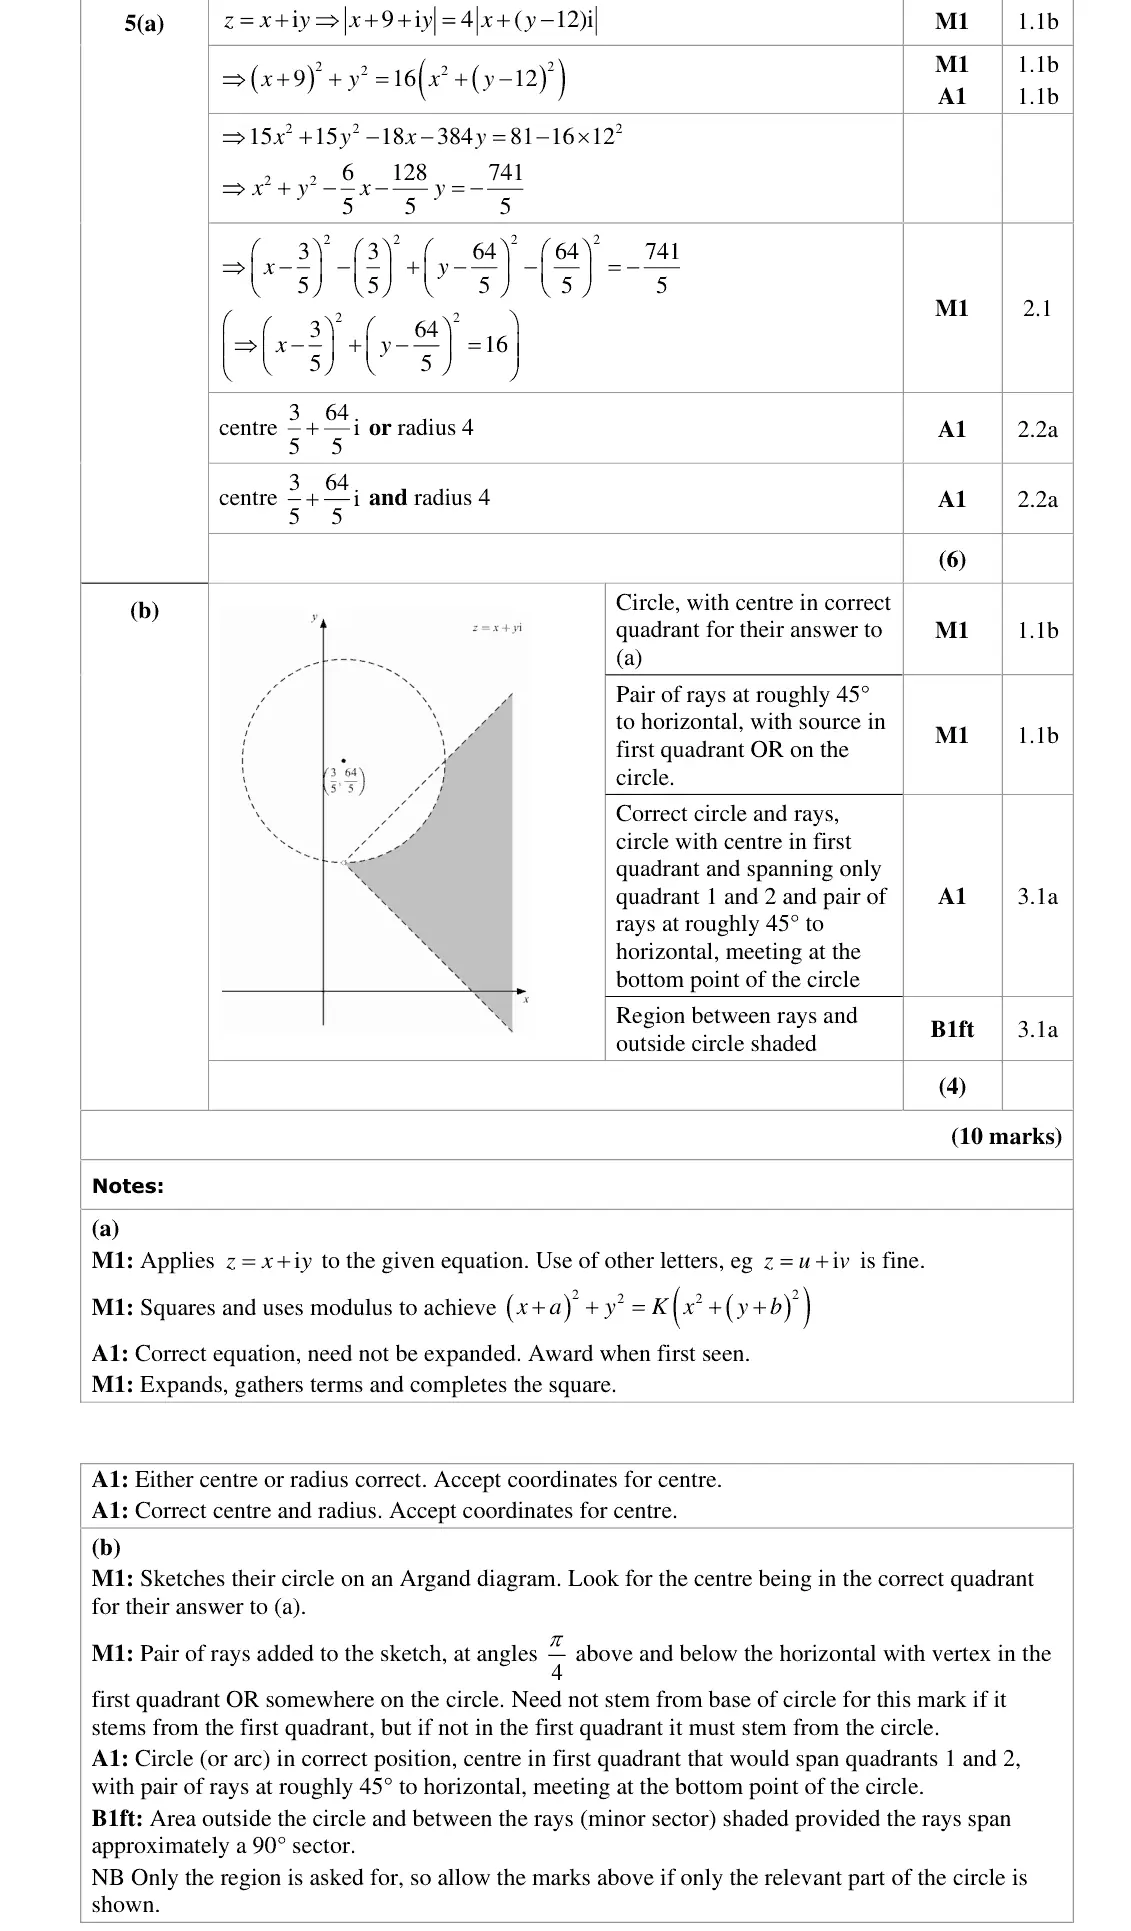 5(a) z = x + iy ⇒ |x + 9 + iy| = 4|x + (y − 12)i| M1 1.1b
⇒ (x + 9)² + y² = 16(x² + (y − 12)²) M1 1.1b
A1 1.1b
⇒ 15x² + 15y² − 18x − 384y = 81 − 16×12²
⇒ x² + y² − 6/5 x − 128/5 y = − 741/5
⇒ (x − 3/5)² − (3/5)² + (y − 64/5)² − (64/5)² = − 741/5
(⇒ (x − 3/5)² + (y − 64/5)² = 16) M1 2.1
centre 3/5 + 64/5 i or radius 4 A1 2.2a
centre 3/5 + 64/5 i and radius 4 A1 2.2a
(6)
(b)
y
z = x + yi
(3/5, 64/5)
x
Circle, with centre in correct
quadrant for their answer to
(a)
M1 1.1b
Pair of rays at roughly 45°
to horizontal, with source in
first quadrant OR on the
circle.
M1 1.1b
Correct circle and rays,
circle with centre in first
quadrant and spanning only
quadrant 1 and 2 and pair of
rays at roughly 45° to
horizontal, meeting at the
bottom point of the circle
A1 3.1a
Region between rays and
outside circle shaded
B1ft 3.1a
(4)
(10 marks)
Notes:
(a)
M1: Applies z = x + iy to the given equation. Use of other letters, eg z = u + iv is fine.
M1: Squares and uses modulus to achieve (x + a)² + y² = K(x² + (y + b)²)
A1: Correct equation, need not be expanded. Award when first seen.
M1: Expands, gathers terms and completes the square.
A1: Either centre or radius correct. Accept coordinates for centre.
A1: Correct centre and radius. Accept coordinates for centre.
(b)
M1: Sketches their circle on an Argand diagram. Look for the centre being in the correct quadrant
for their answer to (a).
M1: Pair of rays added to the sketch, at angles π/4 above and below the horizontal with vertex in the
first quadrant OR somewhere on the circle. Need not stem from base of circle for this mark if it
stems from the first quadrant, but if not in the first quadrant it must stem from the circle.
A1: Circle (or arc) in correct position, centre in first quadrant that would span quadrants 1 and 2,
with pair of rays at roughly 45° to horizontal, meeting at the bottom point of the circle.
B1ft: Area outside the circle and between the rays (minor sector) shaded provided the rays span
approximately a 90° sector.
NB Only the region is asked for, so allow the marks above if only the relevant part of the circle is
shown.